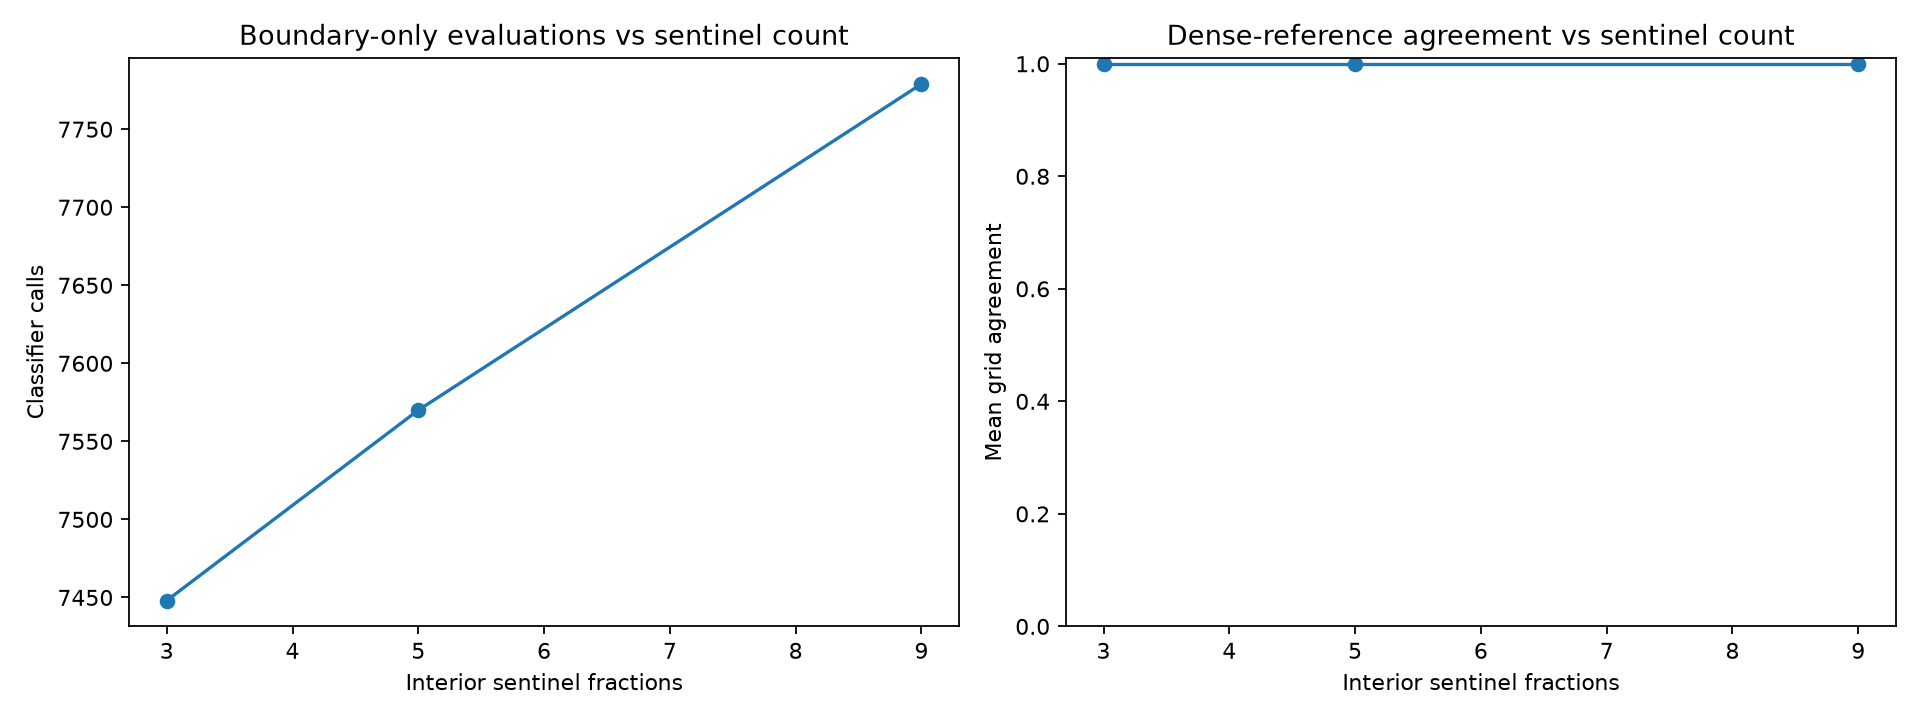 Boundary-only evaluations vs sentinel count
Classifier calls
7750
7700
7650
7600
7550
7500
7450
3 4 5 6 7 8 9
Interior sentinel fractions
Dense-reference agreement vs sentinel count
Mean grid agreement
1.0
0.8
0.6
0.4
0.2
0.0
3 4 5 6 7 8 9
Interior sentinel fractions